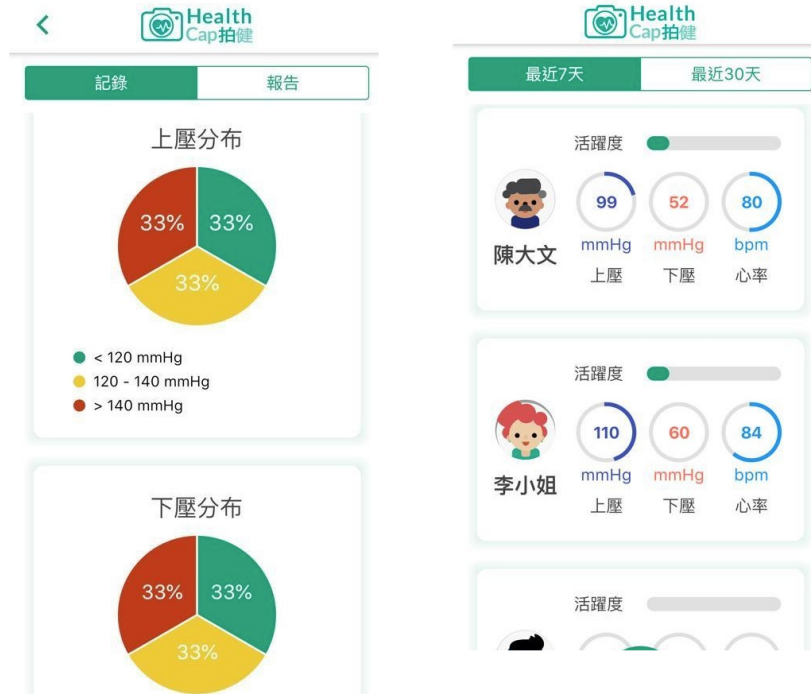 Health
Cap拍健
記錄
報告
上壓分布
33%
33%
33%
< 120 mmHg
120 - 140 mmHg
> 140 mmHg
下壓分布
33%
33%
33%
Health
Cap拍健
最近7天
最近30天
活躍度
99
52
80
陳大文
mmHg
mmHg
bpm
上壓
下壓
心率
活躍度
110
60
84
李小姐
mmHg
mmHg
bpm
上壓
下壓
心率
活躍度